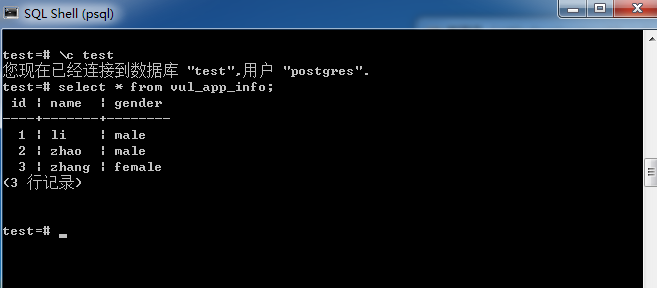 SQL Shell (psql)
test=# \c test
您现在已经连接到数据库 "test",用户 "postgres".
test=# select * from vul_app_info;
 id | name  | gender
----+-------+--------
  1 | li    | male
  2 | zhao  | male
  3 | zhang | female
(3 行记录)
test=# _